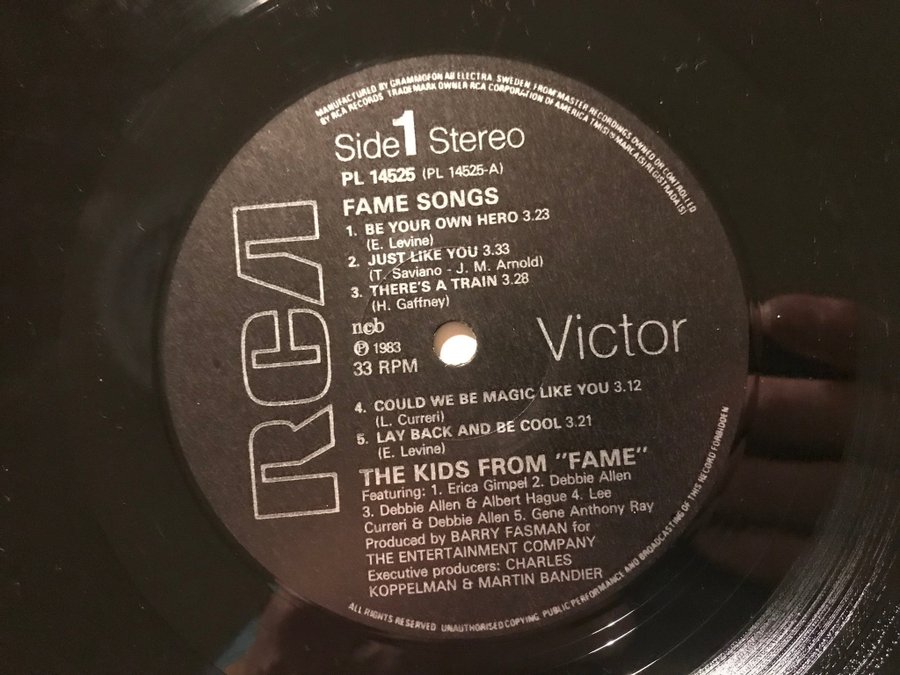 MANUFACTURED BY GRAMMOFON AB ELECTRA, SWEDEN, FROM MASTER RECORDINGS OWNED OR CONTROLLED
BY RCA RECORDS TRADEMARK OWNER RCA CORPORATION OF AMERICA TM(S)® MARCA(S) REGISTRADA(S)
Side 1 Stereo
PL 14525 (PL 14525-A)
FAME SONGS
1. BE YOUR OWN HERO 3.23
(E. Levine)
2. JUST LIKE YOU 3.33
(T. Saviano - J. M. Arnold)
3. THERE'S A TRAIN 3.28
(H. Gaffney)
ncb
℗ 1983
33 RPM
RCA
Victor
4. COULD WE BE MAGIC LIKE YOU 3.12
(L. Curreri)
5. LAY BACK AND BE COOL 3.21
(E. Levine)
THE KIDS FROM "FAME"
Featuring: 1. Erica Gimpel 2. Debbie Allen
3. Debbie Allen & Albert Hague 4. Lee
Curreri & Debbie Allen 5. Gene Anthony Ray
Produced by BARRY FASMAN for
THE ENTERTAINMENT COMPANY
Executive producers: CHARLES
KOPPELMAN & MARTIN BANDIER
ALL RIGHTS RESERVED UNAUTHORISED COPYING, PUBLIC PERFORMANCE AND BROADCASTING OF THIS RECORD FORBIDDEN